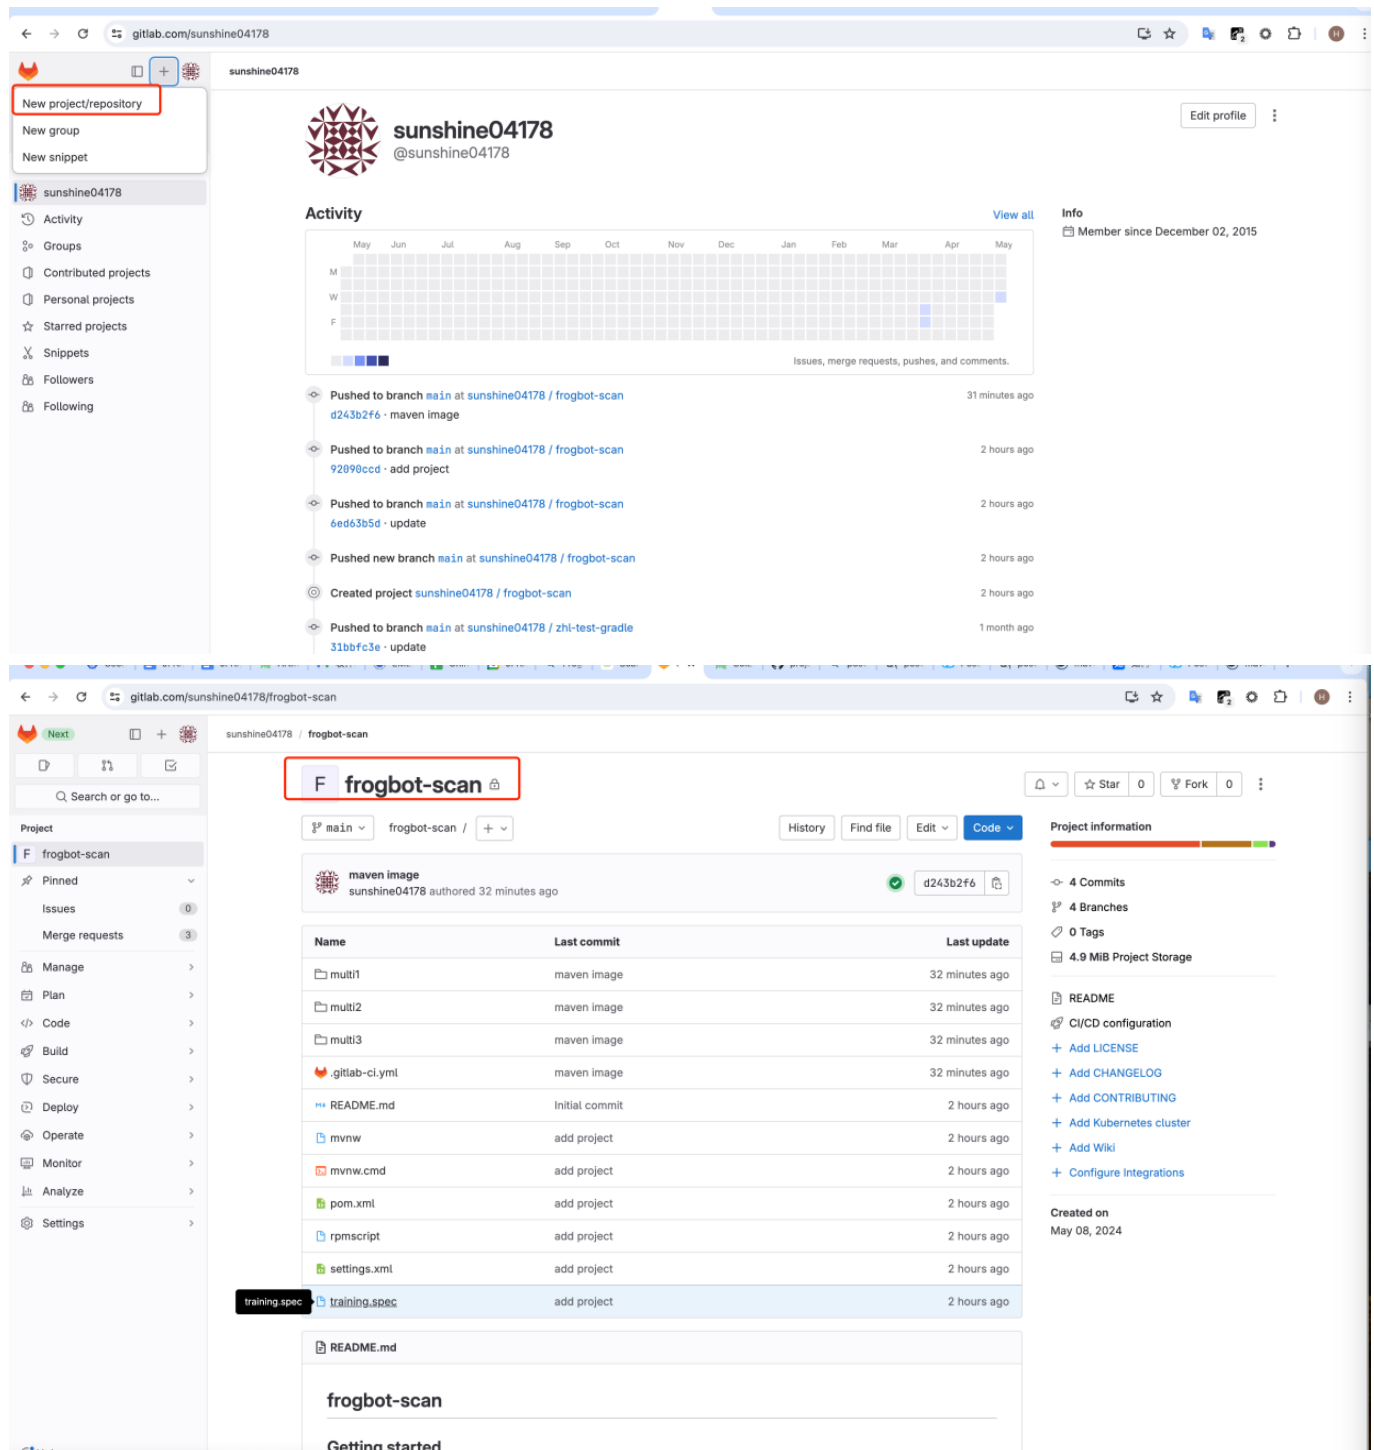 gitlab.com/sunshine04178
H
sunshine04178
New project/repository
New group
New snippet
sunshine04178
Activity
Groups
Contributed projects
Personal projects
Starred projects
Snippets
Followers
Following
sunshine04178
@sunshine04178
Edit profile
Activity
View all
Info
Member since December 02, 2015
May Jun Jul Aug Sep Oct Nov Dec Jan Feb Mar Apr May
M
W
F
Issues, merge requests, pushes, and comments.
Pushed to branch main at sunshine04178 / frogbot-scan 31 minutes ago
d243b2f6 · maven image
Pushed to branch main at sunshine04178 / frogbot-scan 2 hours ago
92090ccd · add project
Pushed to branch main at sunshine04178 / frogbot-scan 2 hours ago
6ed63b5d · update
Pushed new branch main at sunshine04178 / frogbot-scan 2 hours ago
Created project sunshine04178 / frogbot-scan 2 hours ago
Pushed to branch main at sunshine04178 / zhl-test-gradle 1 month ago
31bbfc3e · update
gitlab.com/sunshine04178/frogbot-scan
H
Next
sunshine04178 / frogbot-scan
Search or go to...
Project
F frogbot-scan
Pinned
Issues 0
Merge requests 3
Manage
Plan
Code
Build
Secure
Deploy
Operate
Monitor
Analyze
Settings
F frogbot-scan
Star 0
Fork 0
main
frogbot-scan /
History
Find file
Edit
Code
maven image
sunshine04178 authored 32 minutes ago
d243b2f6
Name Last commit Last update
multi1 maven image 32 minutes ago
multi2 maven image 32 minutes ago
multi3 maven image 32 minutes ago
.gitlab-ci.yml maven image 32 minutes ago
README.md Initial commit 2 hours ago
mvnw add project 2 hours ago
mvnw.cmd add project 2 hours ago
pom.xml add project 2 hours ago
rpmscript add project 2 hours ago
settings.xml add project 2 hours ago
training.spec
training.spec add project 2 hours ago
README.md
frogbot-scan
Getting started
Project information
4 Commits
4 Branches
0 Tags
4.9 MiB Project Storage
README
CI/CD configuration
Add LICENSE
Add CHANGELOG
Add CONTRIBUTING
Add Kubernetes cluster
Add Wiki
Configure Integrations
Created on
May 08, 2024